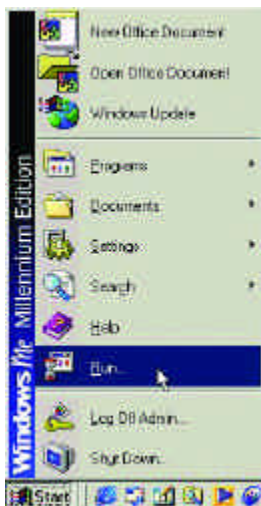 New Office Document
Open Office Document
Windows Update
Programs
Documents
Settings
Search
Help
Run...
Log Off Admin...
Shut Down...
Windows Me Millennium Edition
Start